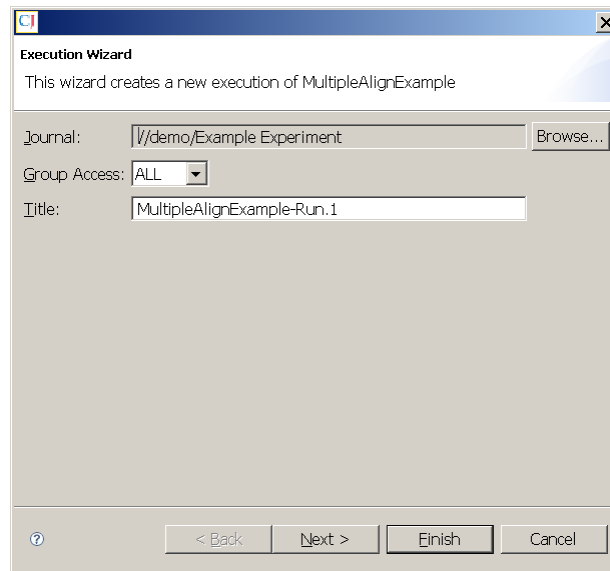 CJ
Execution Wizard
This wizard creates a new execution of MultipleAlignExample
Journal: //demo/Example Experiment Browse...
Group Access: ALL
Title: MultipleAlignExample-Run.1
? < Back Next > Finish Cancel